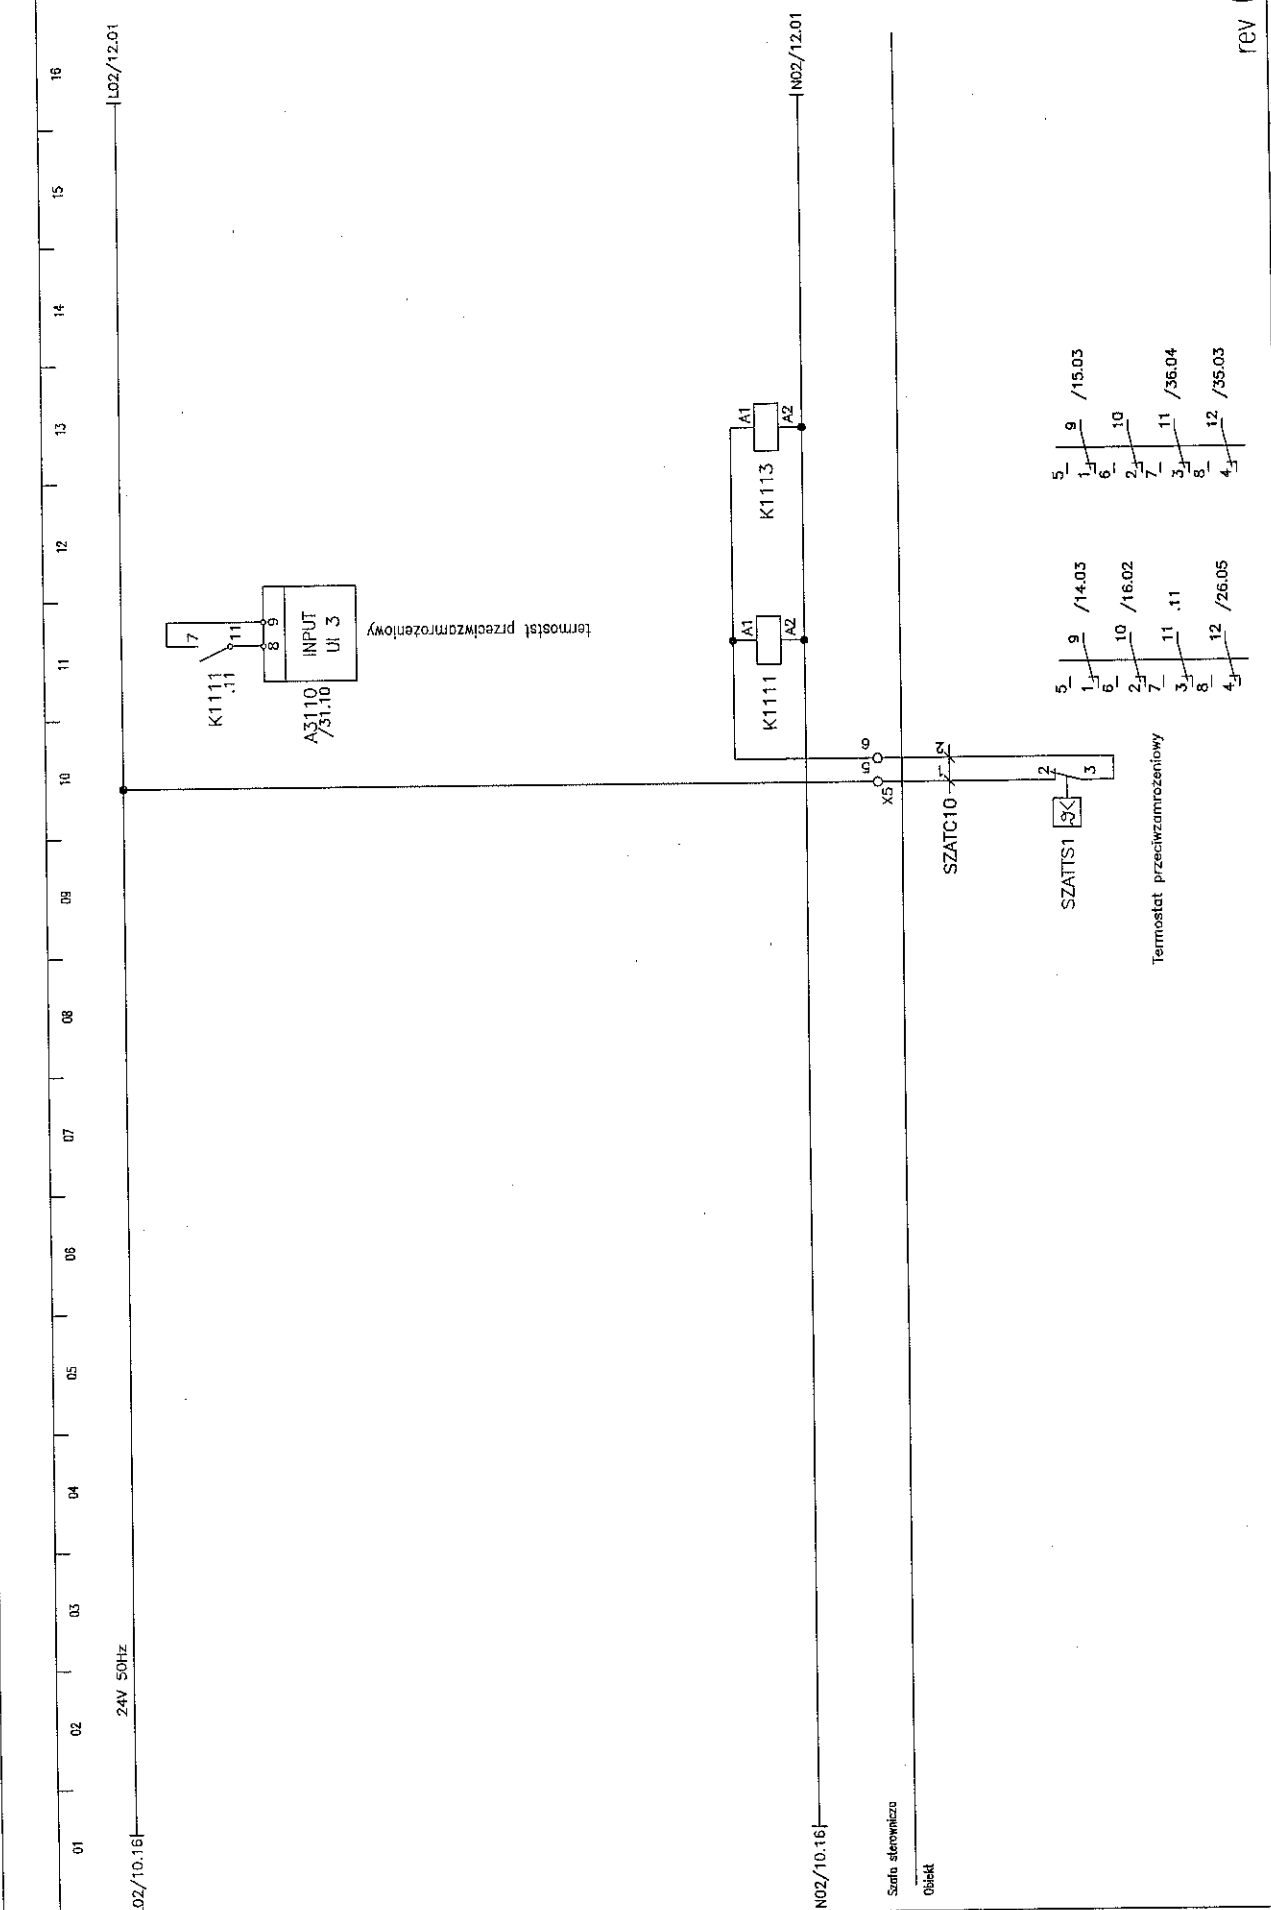 01 02 03 04 05 06 07 08 09 10 11 12 13 14 15 16
02/10.16
24V 50Hz
L02/12.01
K1111
.11
7
11
8 9
A3110
/31.10
INPUT
UI 3
termostat przeciwzamrożeniowy
K1111
A1
A2
K1113
A1
A2
N02/10.16
N02/12.01
X5
5 6
Szafa sterownicza
Obiekt
SZATC10
1 2
SZATTS1
2
3
Termostat przeciwzamrożeniowy
5
1 9 /14.03
6
2 10 /16.02
7
3 11 .11
8
4 12 /26.05
5
1 9 /15.03
6
2 10
7
3 11 /36.04
8
4 12 /35.03
rev